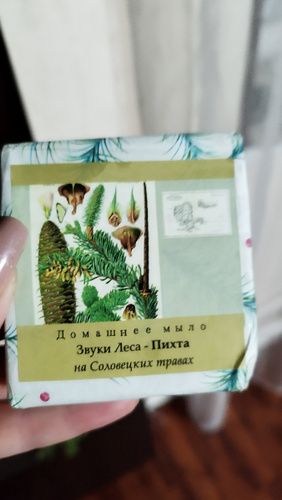 Домашнее мыло
Звуки Леса - Пихта
на Соловецких травах